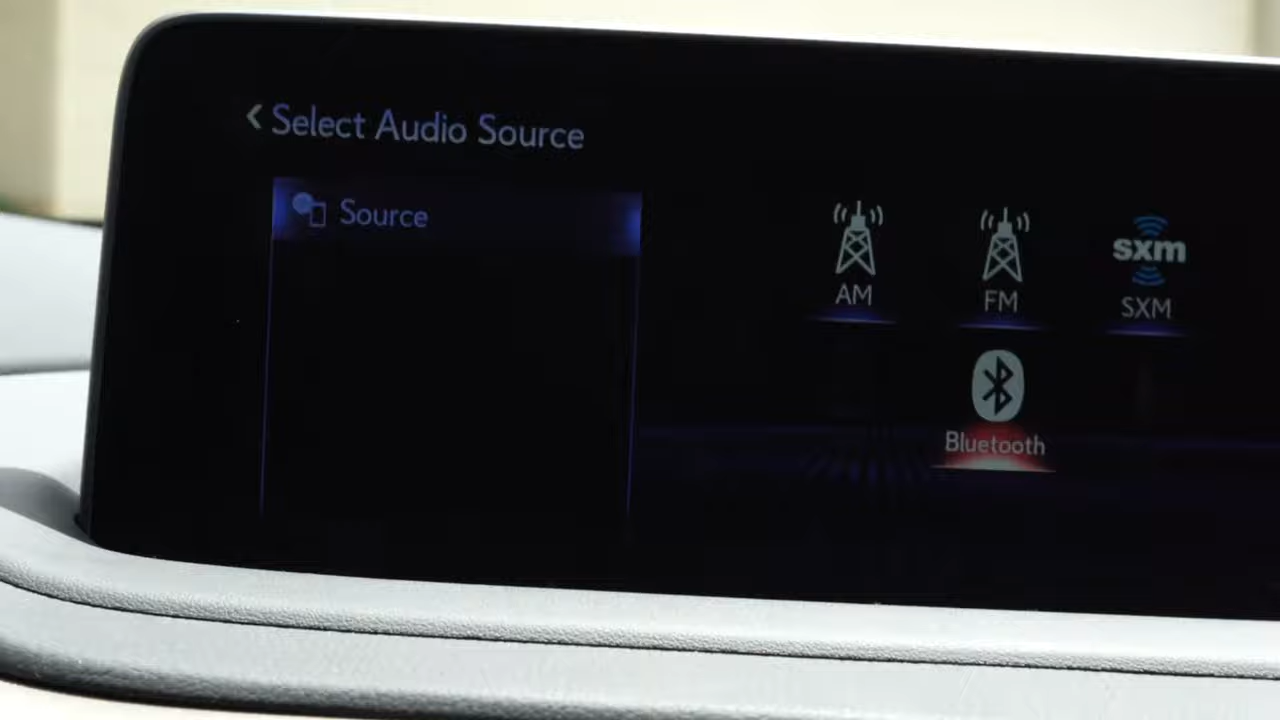 Select Audio Source
Source
AM
FM
sxm
SXM
Bluetooth